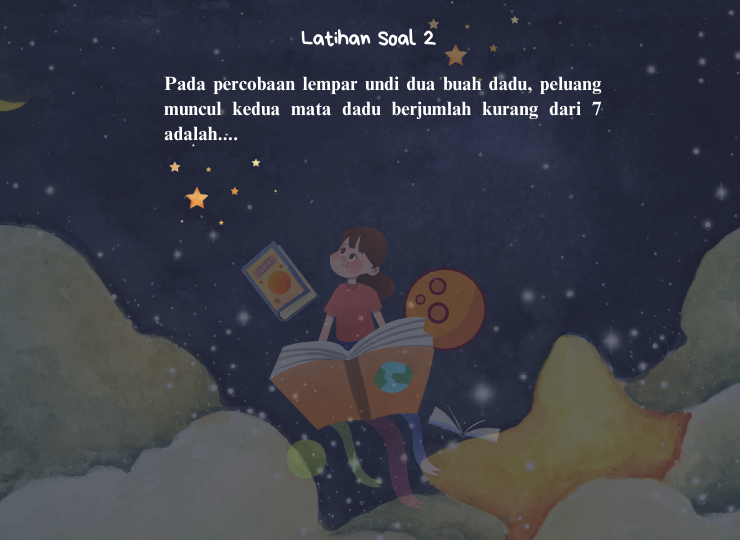 Latihan Soal 2
Pada percobaan lempar undi dua buah dadu, peluang
muncul kedua mata dadu berjumlah kurang dari 7
adalah....